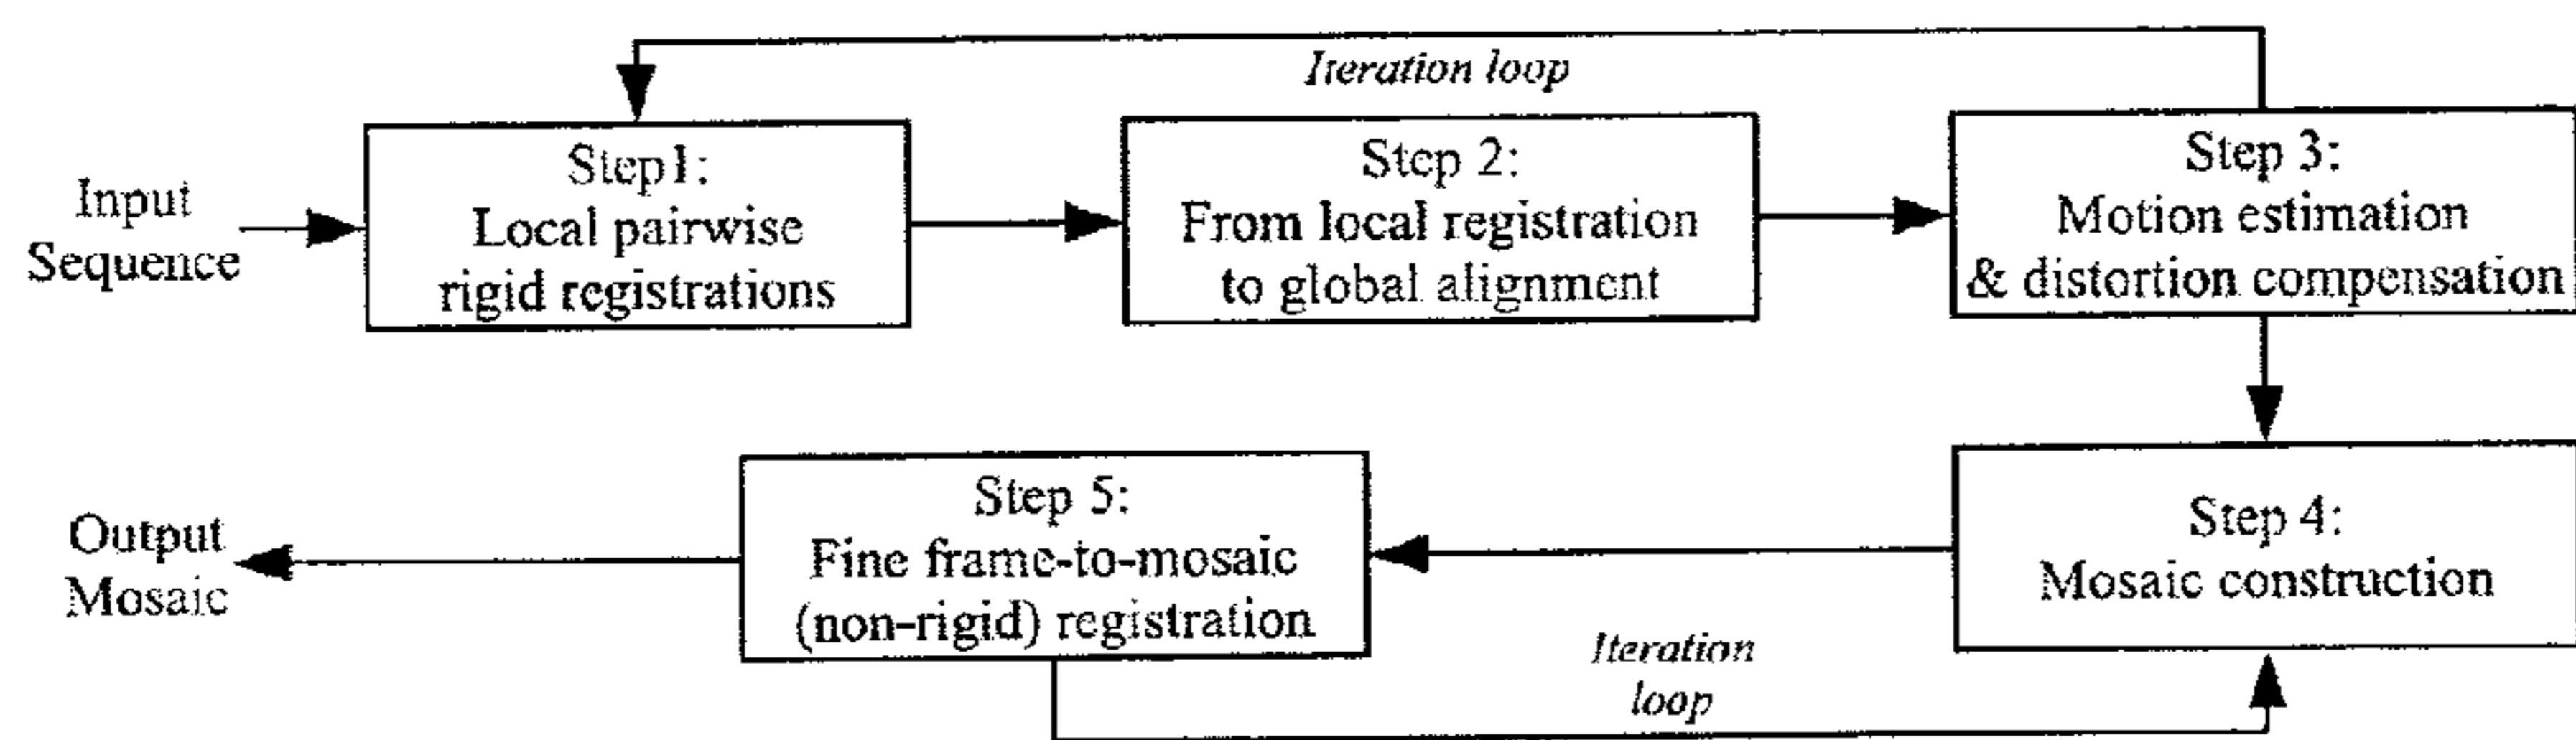 Iteration loop
Input
Sequence
Step1:
Local pairwise
rigid registrations
Step 2:
From local registration
to global alignment
Step 3:
Motion estimation
& distortion compensation
Output
Mosaic
Step 5:
Fine frame-to-mosaic
(non-rigid) registration
Step 4:
Mosaic construction
Iteration
loop